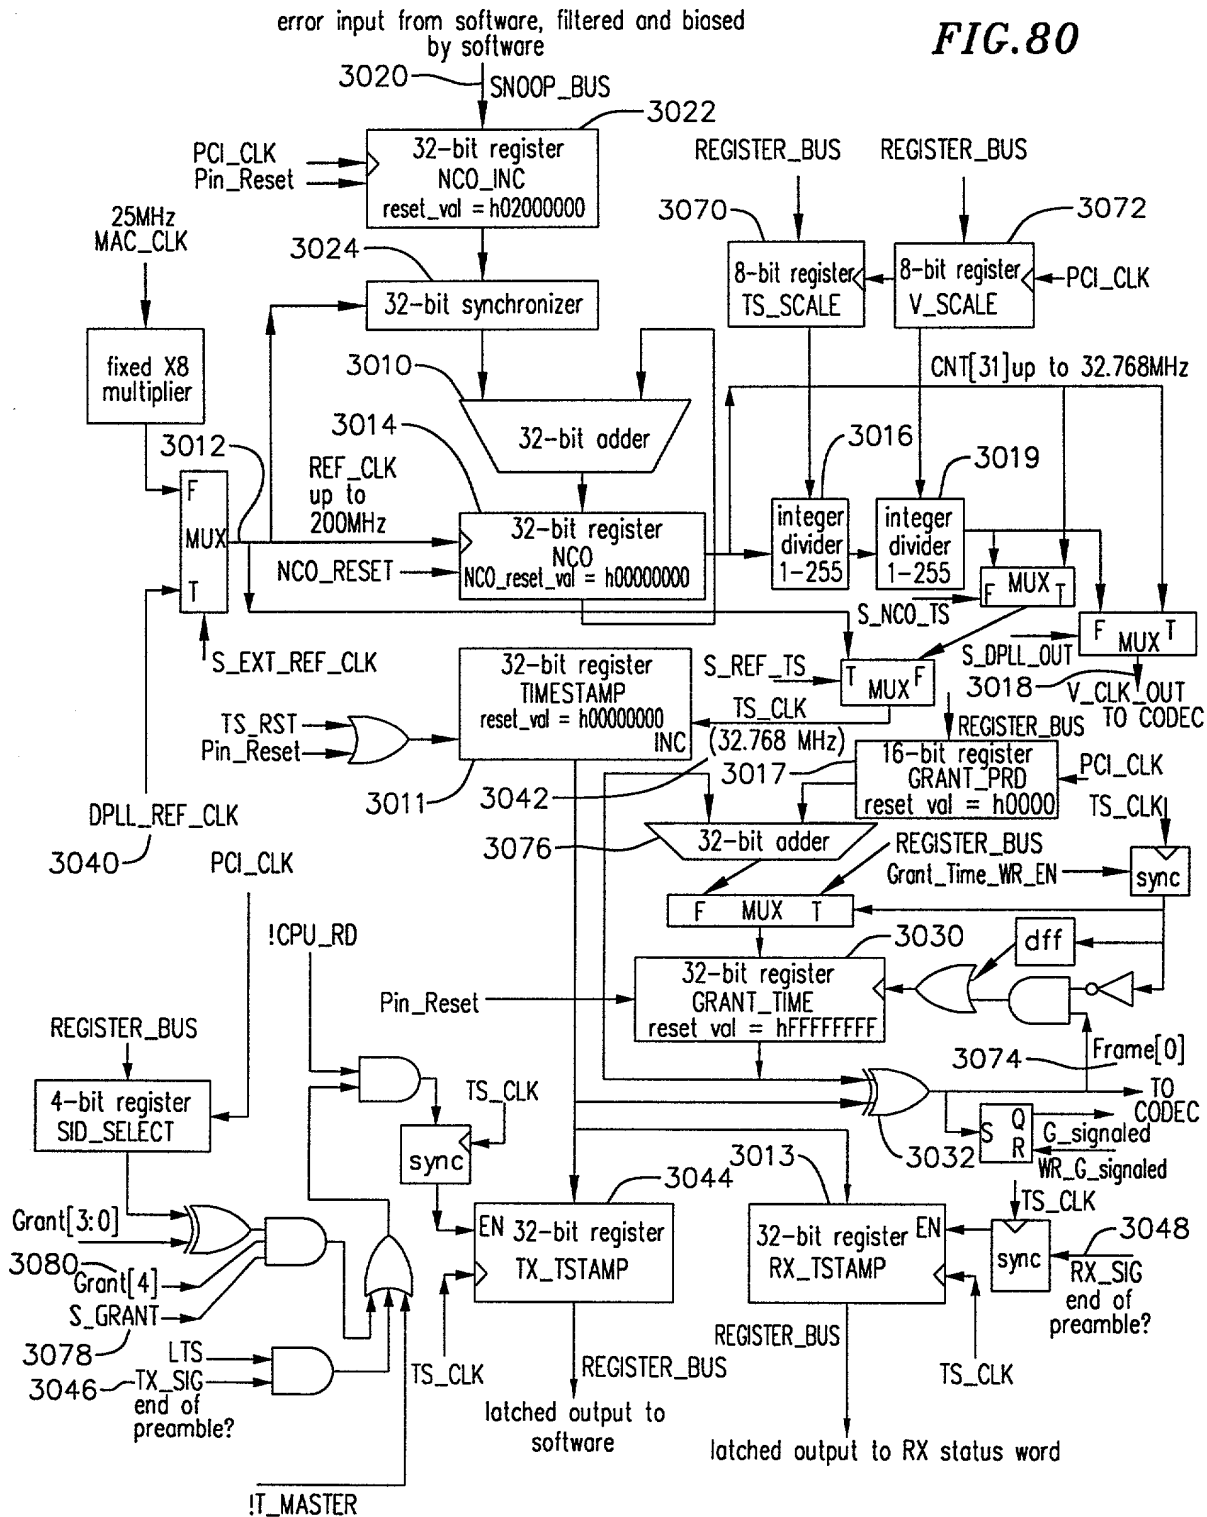 error input from software, filtered and biased
by software
FIG.80
3020
SNOOP_BUS
3022
32-bit register
NCO_INC
reset_val = h02000000
PCI_CLK
Pin_Reset
REGISTER_BUS
REGISTER_BUS
3070
3072
25MHz
MAC_CLK
3024
32-bit synchronizer
8-bit register
TS_SCALE
8-bit register
V_SCALE
PCI_CLK
fixed X8
multiplier
3010
32-bit adder
CNT[31]up to 32.768MHz
3012
3014
REF_CLK
up to
200MHz
3016
3019
F
MUX
T
32-bit register
NCO
NCO_reset_val = h00000000
NCO_RESET
integer
divider
1-255
integer
divider
1-255
F MUX T
S_NCO_TS
S_EXT_REF_CLK
F T
MUX
S_DPLL_OUT
3018
V_CLK_OUT
TO CODEC
32-bit register
TIMESTAMP
reset_val = h00000000
INC
S_REF_TS
T F
MUX
TS_CLK
(32.768 MHz)
TS_RST
Pin_Reset
3011
3042
3017
REGISTER_BUS
16-bit register
GRANT_PRD
reset val = h0000
PCI_CLK
TS_CLK
DPLL_REF_CLK
3040
PCI_CLK
3076
32-bit adder
REGISTER_BUS
Grant_Time_WR_EN
sync
F MUX T
!CPU_RD
3030
dff
32-bit register
GRANT_TIME
reset val = hFFFFFFFF
Pin_Reset
REGISTER_BUS
3074
Frame[0]
4-bit register
SID_SELECT
TS_CLK
TO
CODEC
sync
S Q
R
G_signaled
WR_G_signaled
3032
3044
3013
TS_CLK
Grant[3:0]
EN 32-bit register
TX_TSTAMP
32-bit register EN
RX_TSTAMP
sync
3048
RX_SIG
end of
preamble?
3080
Grant[4]
S_GRANT
3078
LTS
3046
TX_SIG
end of
preamble?
TS_CLK
REGISTER_BUS
REGISTER_BUS
TS_CLK
latched output to
software
latched output to RX status word
!T_MASTER